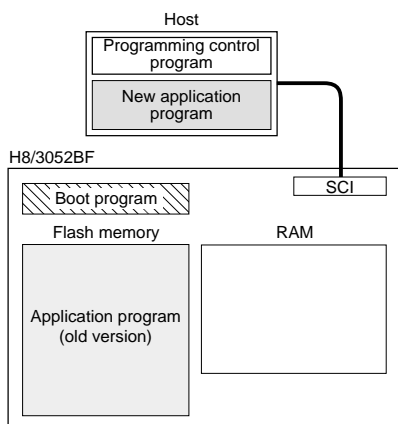 Host
Programming control
program
New application
program
H8/3052BF
SCI
Boot program
Flash memory
RAM
Application program
(old version)